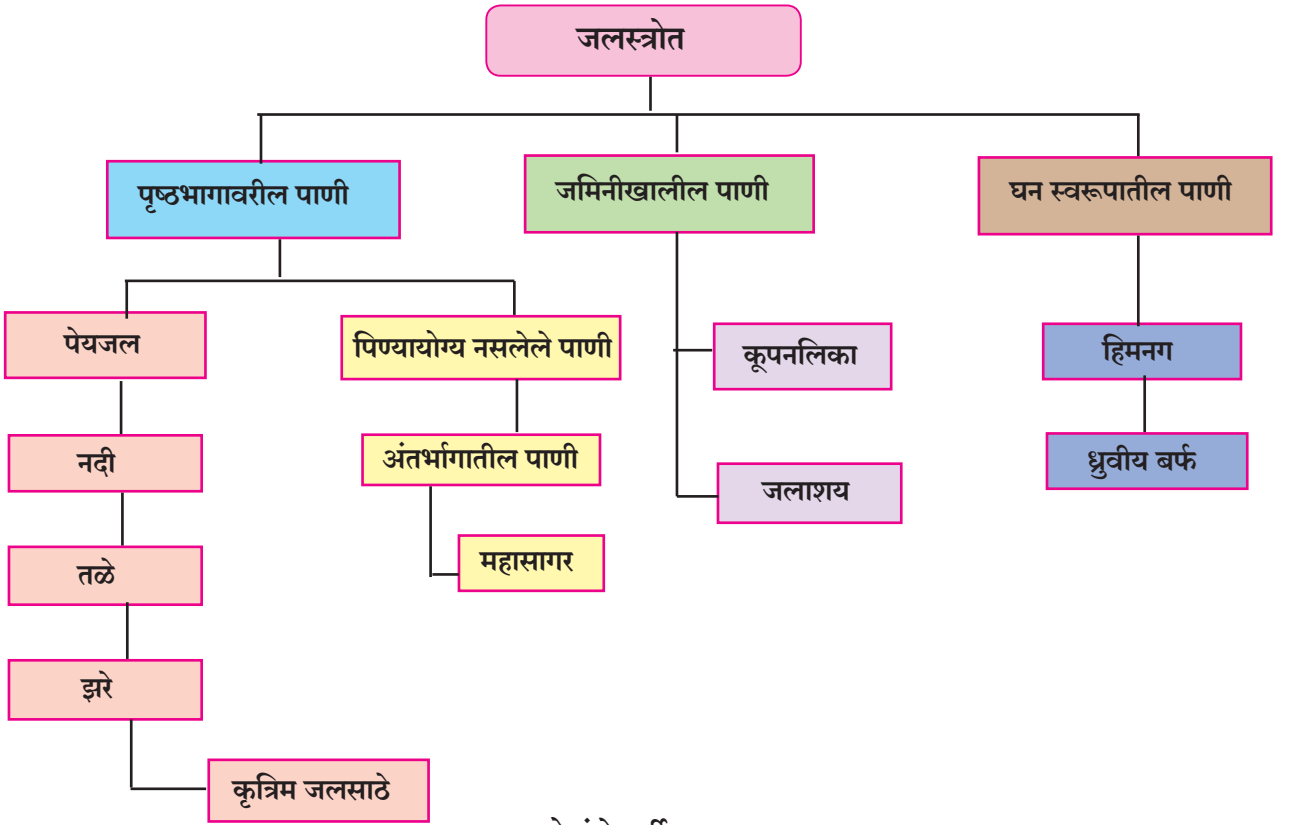 जलस्त्रोत
पृष्ठभागावरील पाणी
जमिनीखालील पाणी
घन स्वरूपातील पाणी
पेयजल
पिण्यायोग्य नसलेले पाणी
कूपनलिका
हिमनग
नदी
अंतर्भागातील पाणी
जलाशय
ध्रुवीय बर्फ
तळे
महासागर
झरे
कृत्रिम जलसाठे